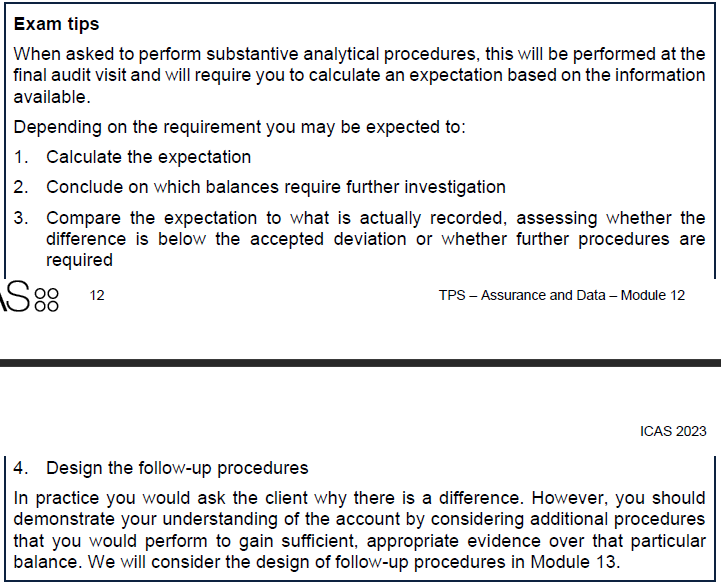 Exam tips
When asked to perform substantive analytical procedures, this will be performed at the
final audit visit and will require you to calculate an expectation based on the information
available.
Depending on the requirement you may be expected to:
1. Calculate the expectation
2. Conclude on which balances require further investigation
3. Compare the expectation to what is actually recorded, assessing whether the
difference is below the accepted deviation or whether further procedures are
required
AS
12
TPS – Assurance and Data – Module 12
ICAS 2023
4. Design the follow-up procedures
In practice you would ask the client why there is a difference. However, you should
demonstrate your understanding of the account by considering additional procedures
that you would perform to gain sufficient, appropriate evidence over that particular
balance. We will consider the design of follow-up procedures in Module 13.